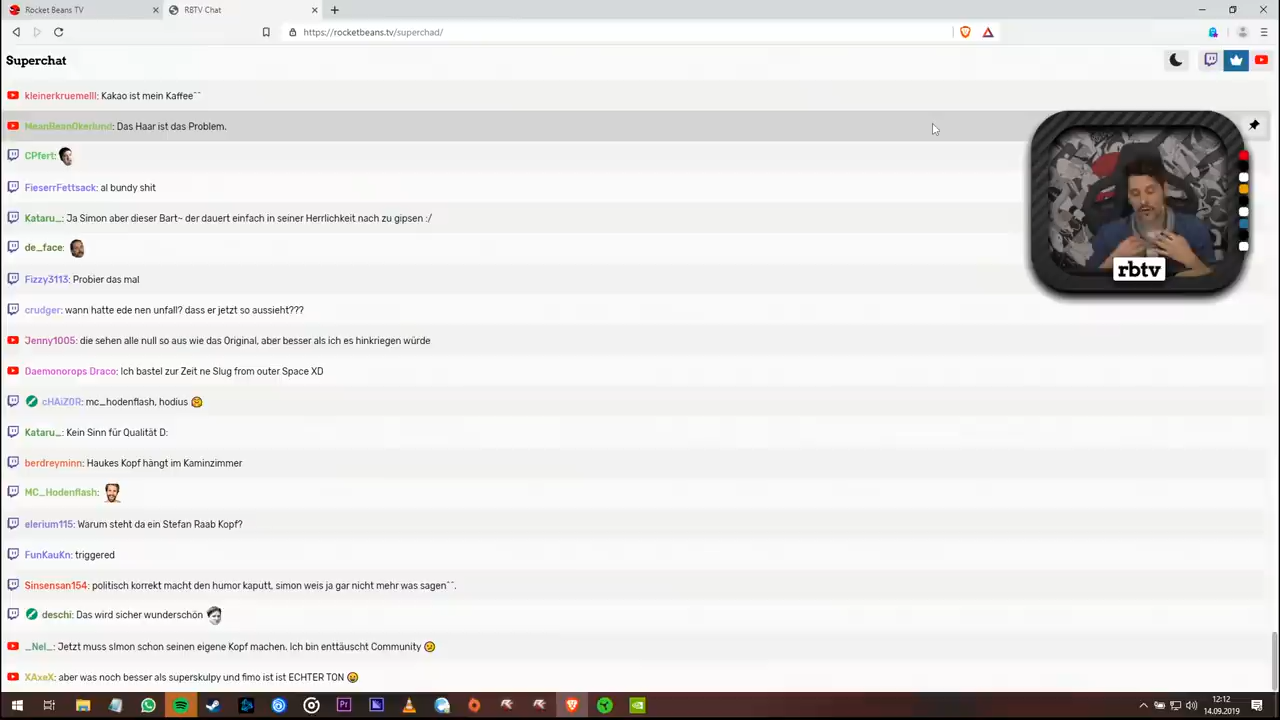 Rocket Beans TV
RBTV Chat
https://rocketbeans.tv/superchad/
Superchat
kleinerkruemelll: Kakao ist mein Kaffee^^
MeanBeanOkerlund: Das Haar ist das Problem.
CPfert:
FieserrFettsack: al bundy shit
Kataru_: Ja Simon aber dieser Bart~ der dauert einfach in seiner Herrlichkeit nach zu gipsen :/
de_face:
Fizzy3113: Probier das mal
rbtv
crudger: wann hatte ede nen unfall? dass er jetzt so aussieht???
Jenny1005: die sehen alle null so aus wie das Original, aber besser als ich es hinkriegen würde
Daemonorops Draco: Ich bastel zur Zeit ne Slug from outer Space XD
cHAiZ0R: mc_hodenflash, hodius
Kataru_: Kein Sinn für Qualität D:
berdreyminn: Haukes Kopf hängt im Kaminzimmer
MC_Hodenflash:
elerium115: Warum steht da ein Stefan Raab Kopf?
FunKauKn: triggered
Sinsensan154: politisch korrekt macht den humor kaputt, simon weis ja gar nicht mehr was sagen^^.
deschi: Das wird sicher wunderschön
_Nel_: Jetzt muss sImon schon seinen eigene Kopf machen. Ich bin enttäuscht Community
XAxeX: aber was noch besser als superskulpy und fimo ist ist ECHTER TON
12:12
14.09.2019